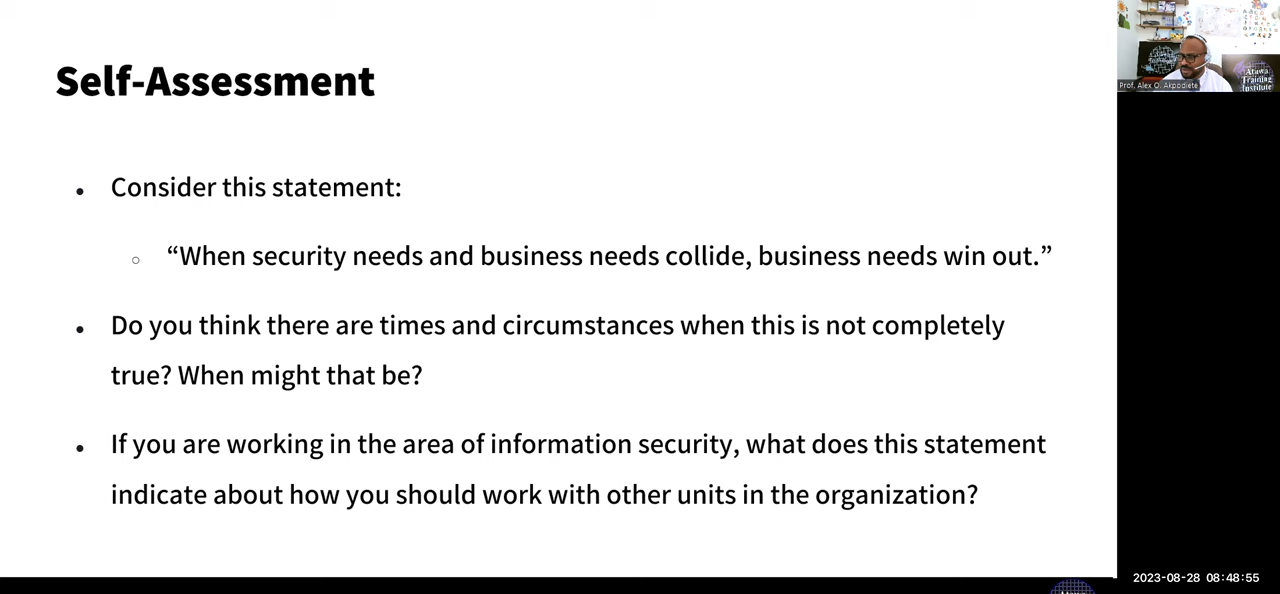 Self-Assessment
Consider this statement:
“When security needs and business needs collide, business needs win out.”
Do you think there are times and circumstances when this is not completely
true? When might that be?
If you are working in the area of information security, what does this statement
indicate about how you should work with other units in the organization?
Prof. Alex O. Akpodiete
Atawa
Training
Institute
2023-08-28 08:48:55